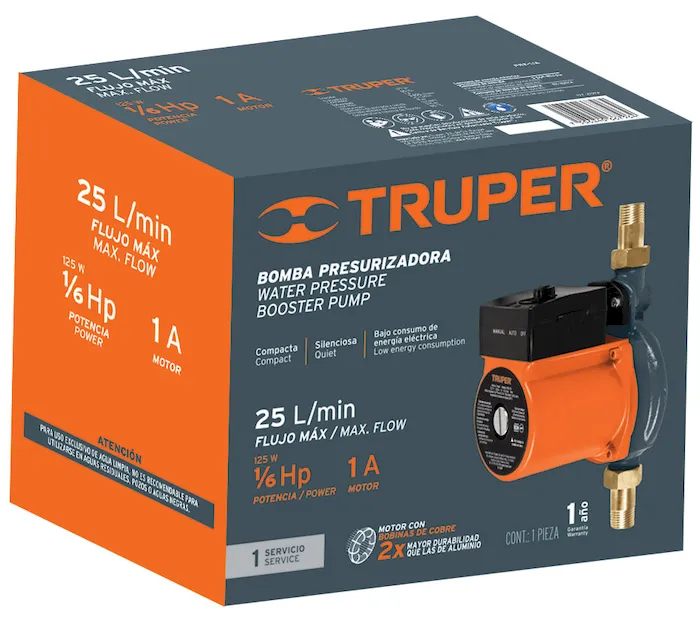 25 L/min
FLUJO MÁX
MAX. FLOW
125 W
1/6 Hp
POTENCIA
POWER
1 A
MOTOR
TRUPER
25 L/min
FLUJO MÁX
MAX. FLOW
125 W
1/6 Hp
POTENCIA
POWER
1 A
MOTOR
ATENCIÓN
PARA USO EXCLUSIVO DE AGUA LIMPIA, NO ES RECOMENDABLE PARA
UTILIZARSE EN AGUAS RESIDUALES, POZOS O AGUAS NEGRAS.
TRUPER®
BOMBA PRESURIZADORA
WATER PRESSURE
BOOSTER PUMP
Compacta
Compact
Silenciosa
Quiet
Bajo consumo de
energía eléctrica
Low energy consumption
25 L/min
FLUJO MÁX / MAX. FLOW
125 W
1/6 Hp
POTENCIA / POWER
1 A
MOTOR
1 SERVICIO
SERVICE
MOTOR CON
BOBINAS DE COBRE
2x MAYOR DURABILIDAD
QUE LAS DE ALUMINIO
MANUAL AUTO OFF
TRUPER
CONT.: 1 PIEZA
1 año
Garantía
Warranty